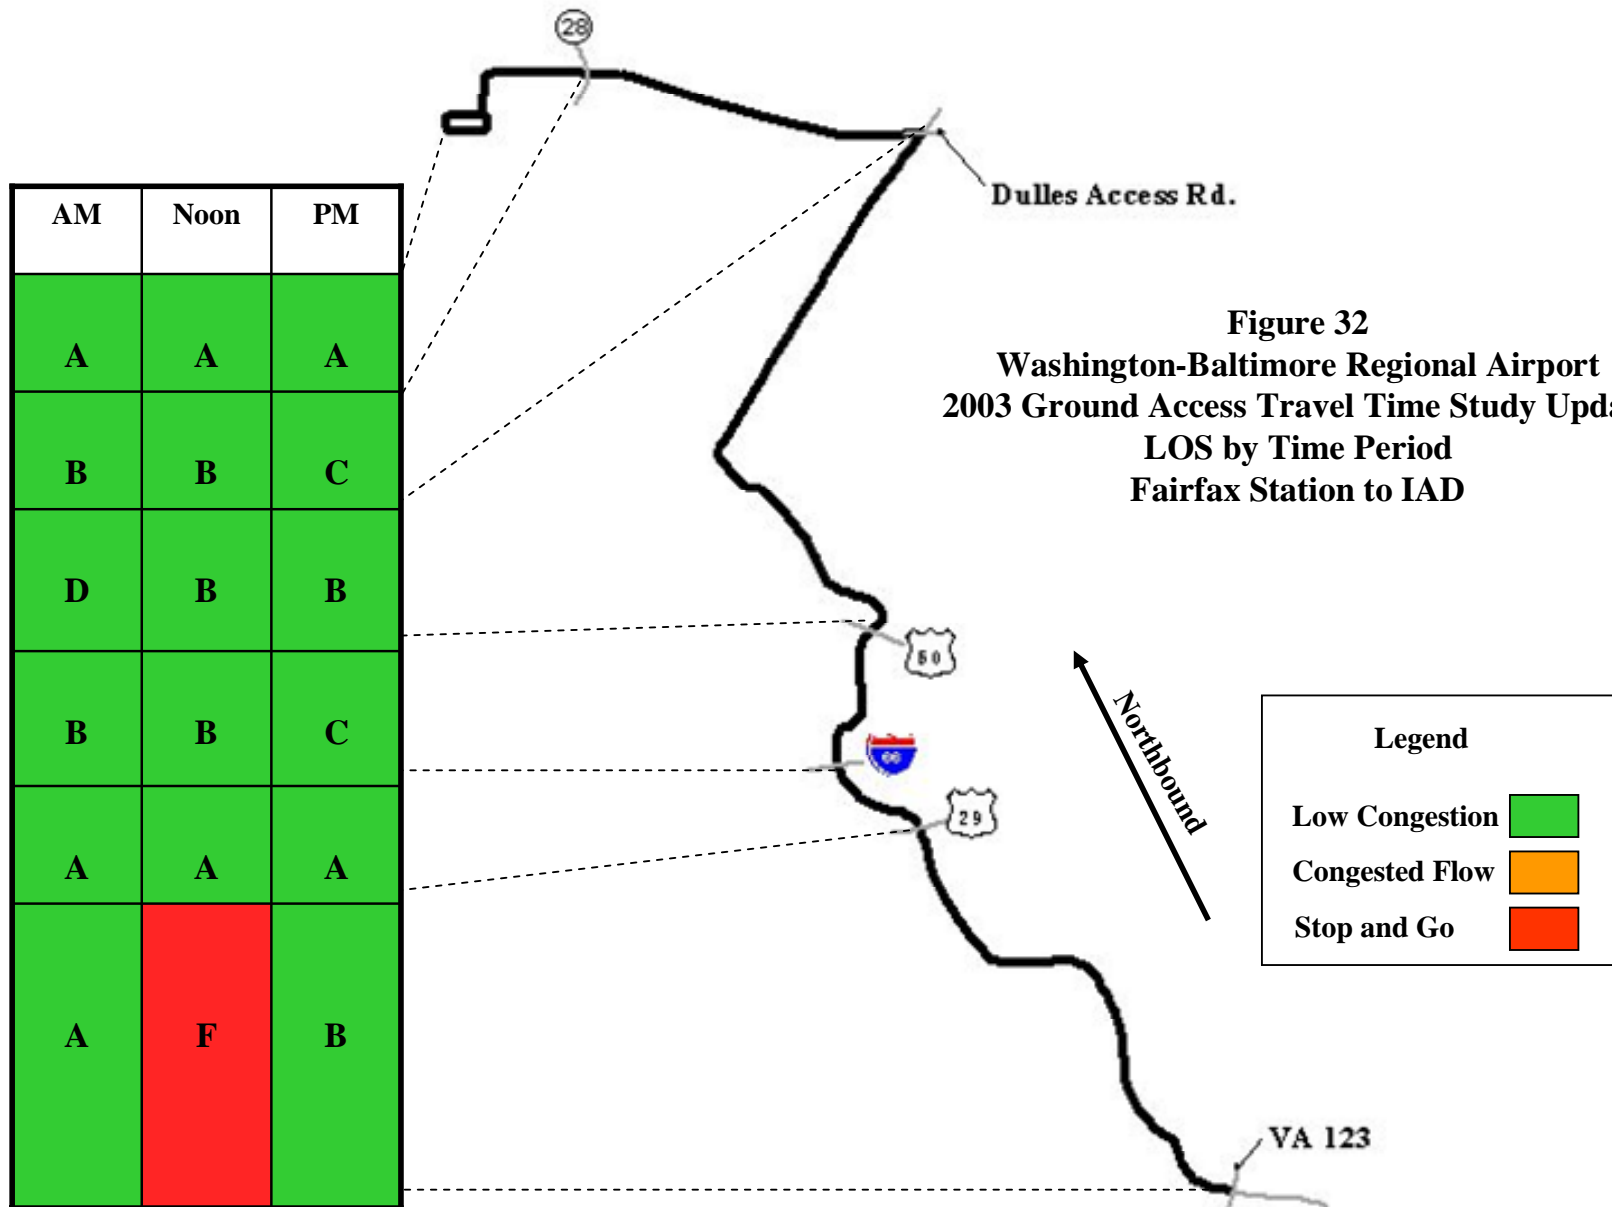 28
Dulles Access Rd.
AM Noon PM
A A A
B B C
D B B
B B C
A A A
A F B
Figure 32
Washington-Baltimore Regional Airport
2003 Ground Access Travel Time Study Upda
LOS by Time Period
Fairfax Station to IAD
50
66
29
Northbound
Legend
Low Congestion
Congested Flow
Stop and Go
VA 123